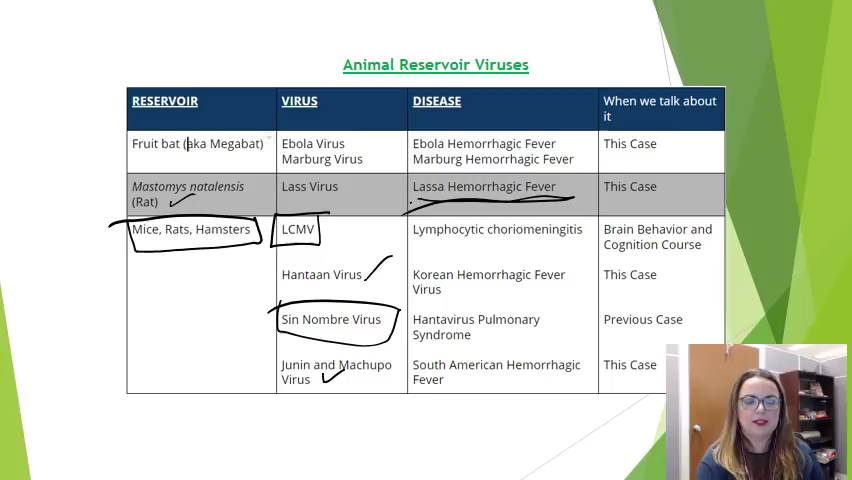 Animal Reservoir Viruses
RESERVOIR VIRUS DISEASE When we talk about
it
Fruit bat (aka Megabat) Ebola Virus Ebola Hemorrhagic Fever This Case
Marburg Virus Marburg Hemorrhagic Fever
Mastomys natalensis Lass Virus Lassa Hemorrhagic Fever This Case
(Rat)
Mice, Rats, Hamsters LCMV Lymphocytic choriomeningitis Brain Behavior and
Cognition Course
Hantaan Virus Korean Hemorrhagic Fever This Case
Virus
Sin Nombre Virus Hantavirus Pulmonary Previous Case
Syndrome
Junin and Machupo South American Hemorrhagic This Case
Virus Fever